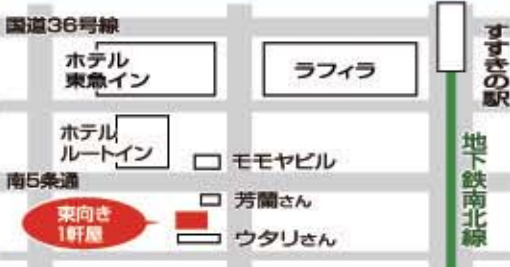 国道36号線
ホテル
東急イン
ラフィラ
すすきの駅
ホテル
ルートイン
モモヤビル
地下鉄南北線
南5条通
芳蘭さん
東向き
1軒屋
ウタリさん